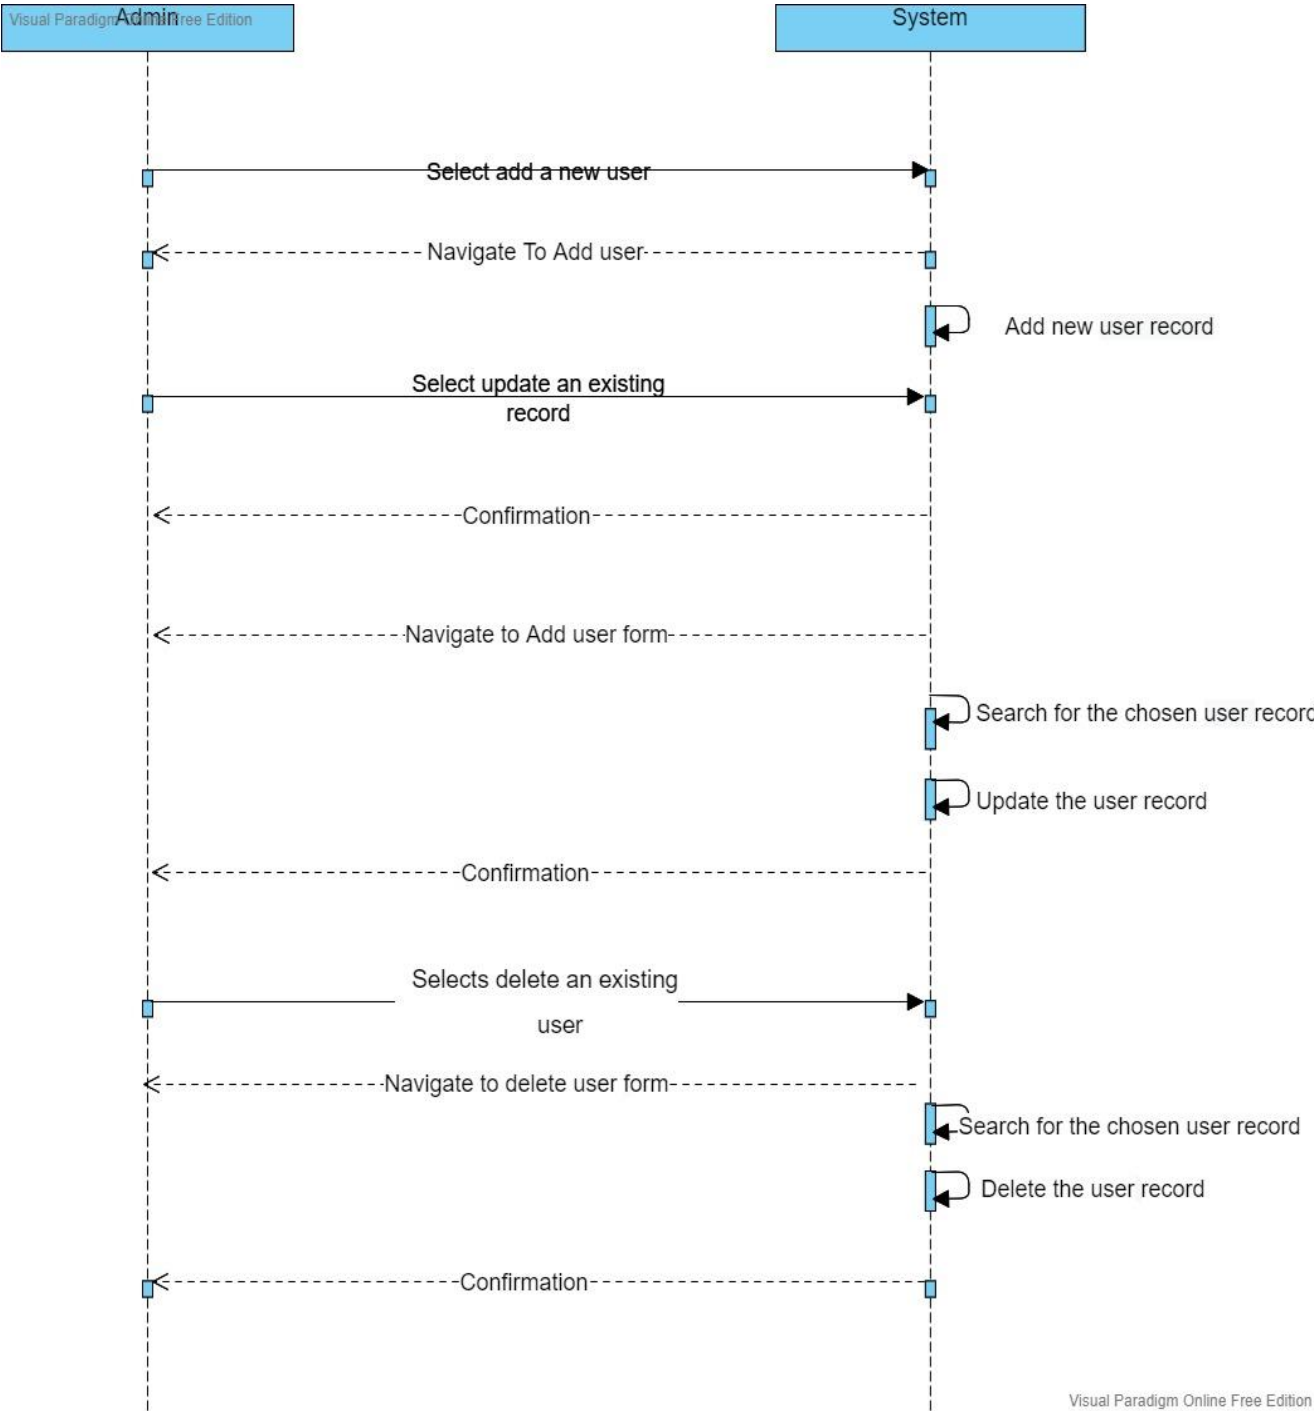 Visual Paradigm Online Free Edition
Admin
System
Select add a new user
Navigate To Add user
Add new user record
Select update an existing
record
Confirmation
Navigate to Add user form
Search for the chosen user record
Update the user record
Confirmation
Selects delete an existing
user
Navigate to delete user form
Search for the chosen user record
Delete the user record
Confirmation
Visual Paradigm Online Free Edition